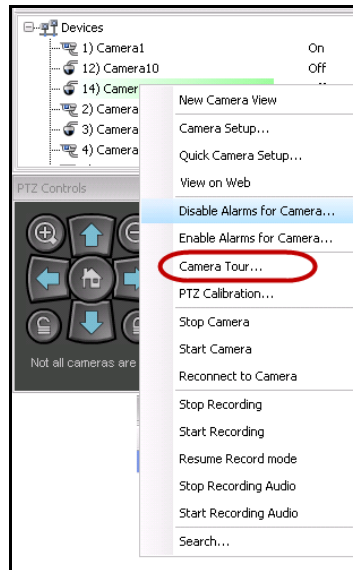 Devices
1) Camera1 On
12) Camera10 Off
14) Camer
2) Camera
3) Camera
4) Camera
PTZ Controls
Not all cameras are
New Camera View
Camera Setup...
Quick Camera Setup...
View on Web
Disable Alarms for Camera...
Enable Alarms for Camera...
Camera Tour...
PTZ Calibration...
Stop Camera
Start Camera
Reconnect to Camera
Stop Recording
Start Recording
Resume Record mode
Stop Recording Audio
Start Recording Audio
Search...